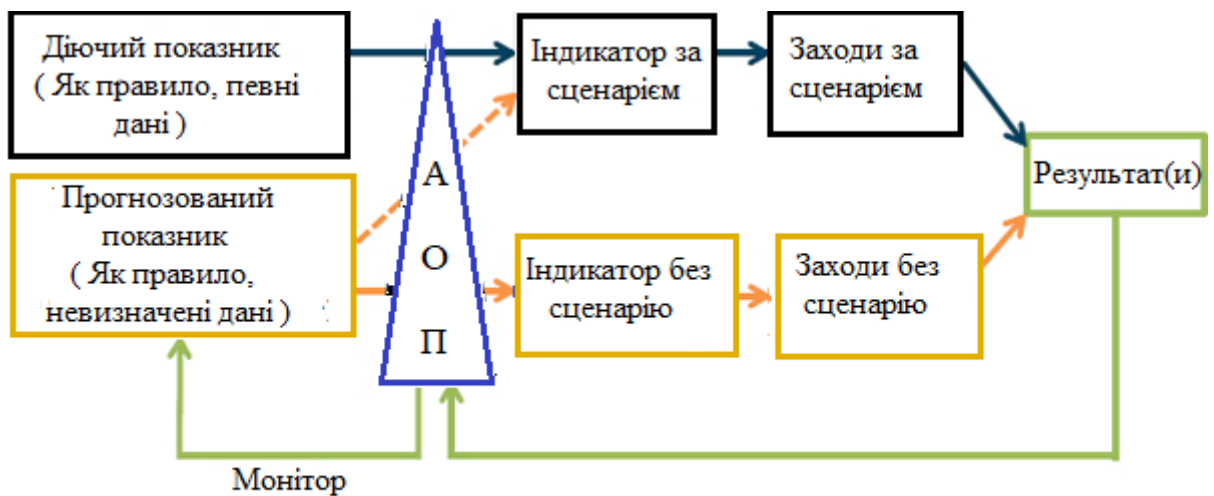 Діючий показник
( Як правило, певні
дані )
Індикатор за
сценарієм
Заходи за
сценарієм
Результат(и)
Прогнозований
показник
( Як правило,
невизначені дані )
А
О
П
Індикатор без
сценарію
Заходи без
сценарію
Монітор